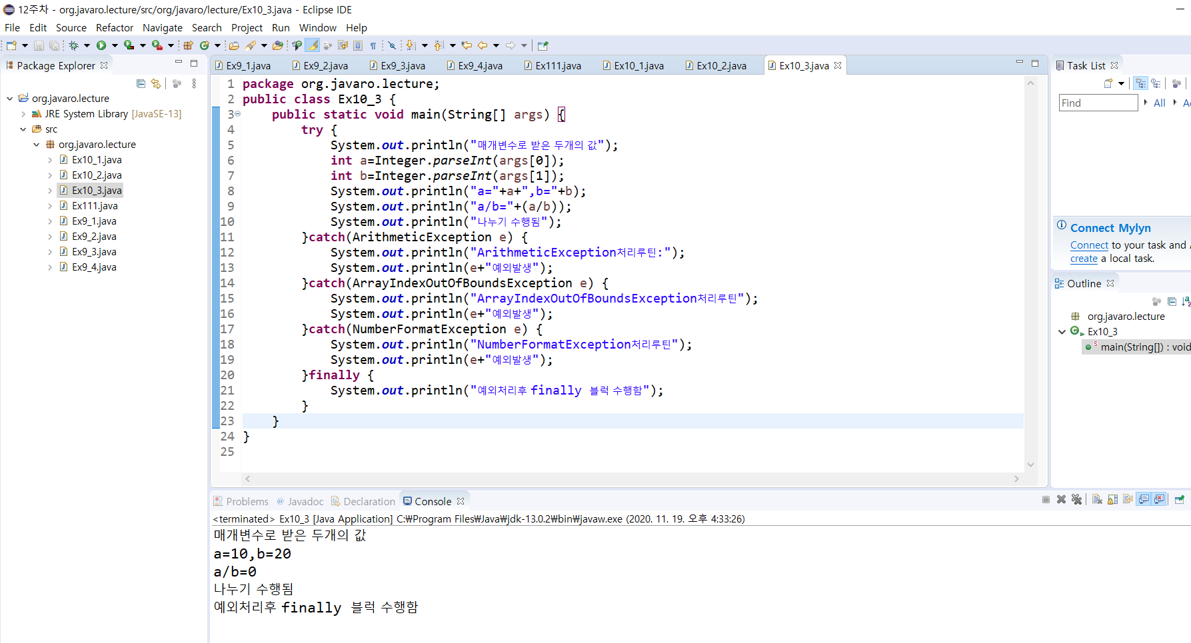 12주차 - org.javaro.lecture/src/org/javaro/lecture/Ex10_3.java - Eclipse IDE
File Edit Source Refactor Navigate Search Project Run Window Help
Package Explorer
org.javaro.lecture
JRE System Library [JavaSE-13]
src
org.javaro.lecture
Ex10_1.java
Ex10_2.java
Ex10_3.java
Ex111.java
Ex9_1.java
Ex9_2.java
Ex9_3.java
Ex9_4.java
Ex9_1.java Ex9_2.java Ex9_3.java Ex9_4.java Ex111.java Ex10_1.java Ex10_2.java Ex10_3.java
1 package org.javaro.lecture;
2 public class Ex10_3 {
3 public static void main(String[] args) {
4 try {
5 System.out.println("매개변수로 받은 두개의 값");
6 int a=Integer.parseInt(args[0]);
7 int b=Integer.parseInt(args[1]);
8 System.out.println("a="+a+",b="+b);
9 System.out.println("a/b="+(a/b));
10 System.out.println("나누기 수행됨");
11 }catch(ArithmeticException e) {
12 System.out.println("ArithmeticException처리루틴:");
13 System.out.println(e+"예외발생");
14 }catch(ArrayIndexOutOfBoundsException e) {
15 System.out.println("ArrayIndexOutOfBoundsException처리루틴");
16 System.out.println(e+"예외발생");
17 }catch(NumberFormatException e) {
18 System.out.println("NumberFormatException처리루틴");
19 System.out.println(e+"예외발생");
20 }finally {
21 System.out.println("예외처리후 finally 블럭 수행함");
22 }
23 }
24 }
25
Task List
Find All
Connect Mylyn
Connect to your task and
create a local task.
Outline
org.javaro.lecture
Ex10_3
main(String[]) : void
Problems Javadoc Declaration Console
<terminated> Ex10_3 [Java Application] C:₩Program Files₩Java₩jdk-13.0.2₩bin₩javaw.exe (2020. 11. 19. 오후 4:33:26)
매개변수로 받은 두개의 값
a=10,b=20
a/b=0
나누기 수행됨
예외처리후 finally 블럭 수행함